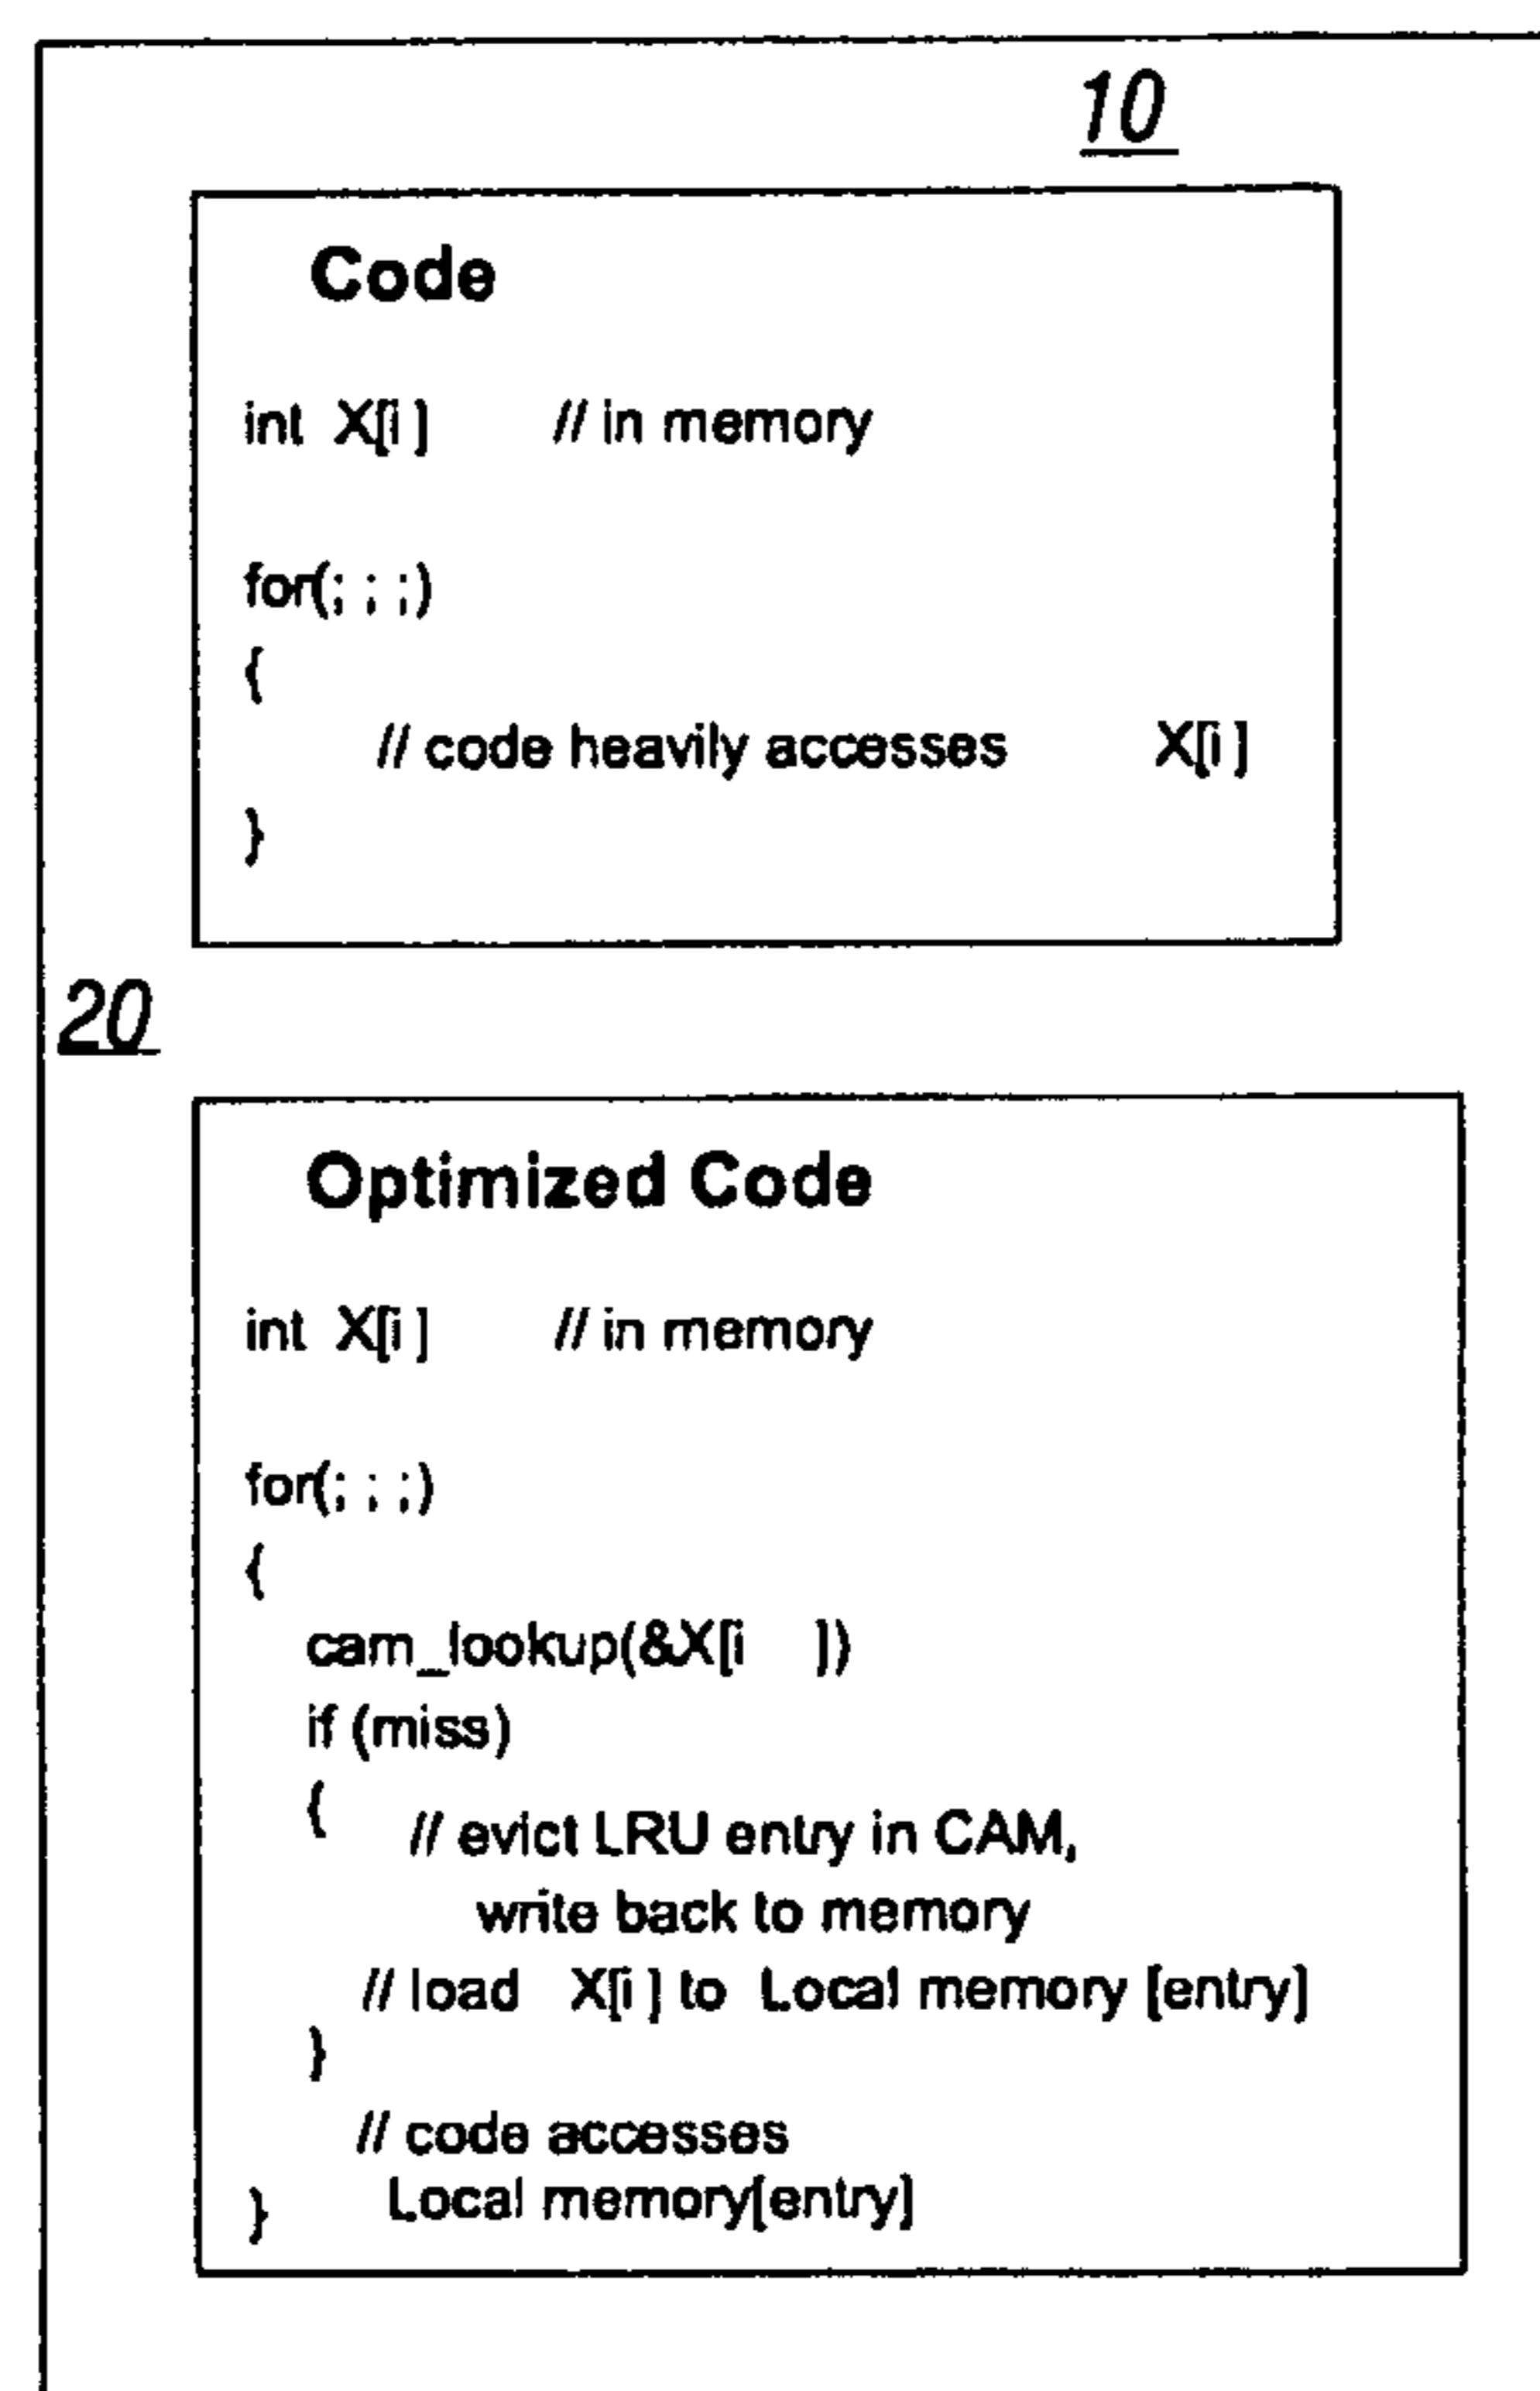 10
Code
int X[i ] // in memory
for(; ; ;)
{
// code heavily accesses X[i ]
}
20
Optimized Code
int X[i ] // in memory
for(; ; ;)
{
cam_lookup(&X[i ])
if (miss)
{ // evict LRU entry in CAM,
write back to memory
// load X[i ] to Local memory [entry]
}
// code accesses
} Local memory[entry]